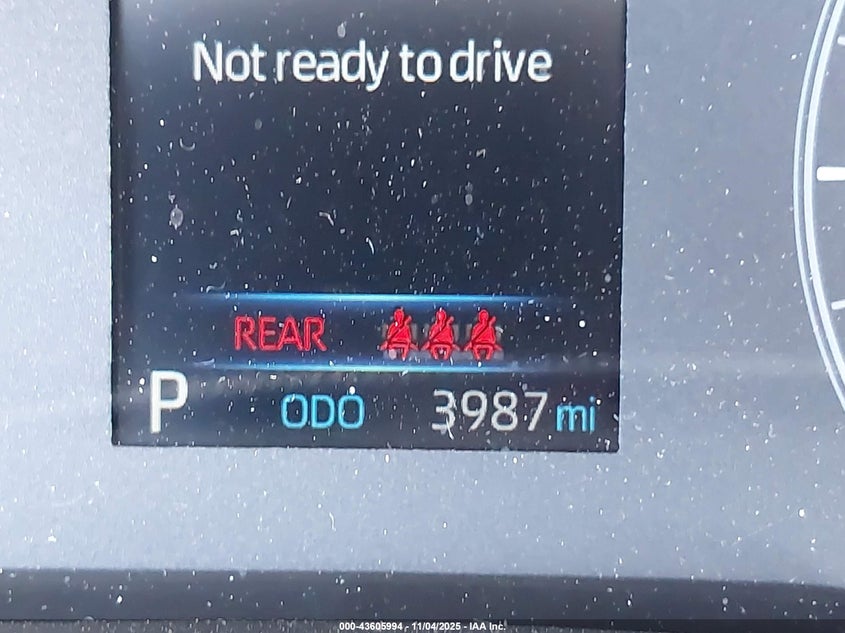 Not ready to drive
REAR
P ODO 3987 mi
000-43605994 - 11/04/2025 - IAA Inc.